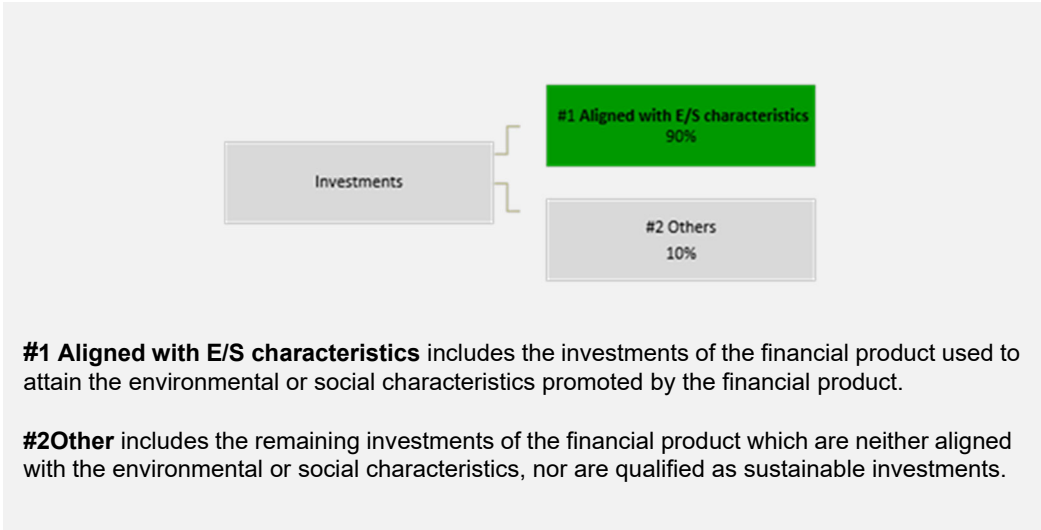 #1 Aligned with E/S characteristics
90%
Investments
#2 Others
10%
#1 Aligned with E/S characteristics includes the investments of the financial product used to
attain the environmental or social characteristics promoted by the financial product.
#2Other includes the remaining investments of the financial product which are neither aligned
with the environmental or social characteristics, nor are qualified as sustainable investments.